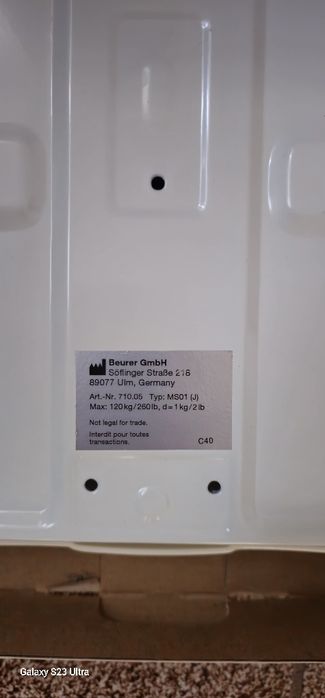 Beurer GmbH
Söflinger Straße 218
89077 Ulm, Germany
Art.-Nr. 710.05 Typ: MS01 (J)
Max: 120kg/260lb, d=1kg/2lb
Not legal for trade.
Interdit pour toutes
transactions.
C40
Galaxy S23 Ultra